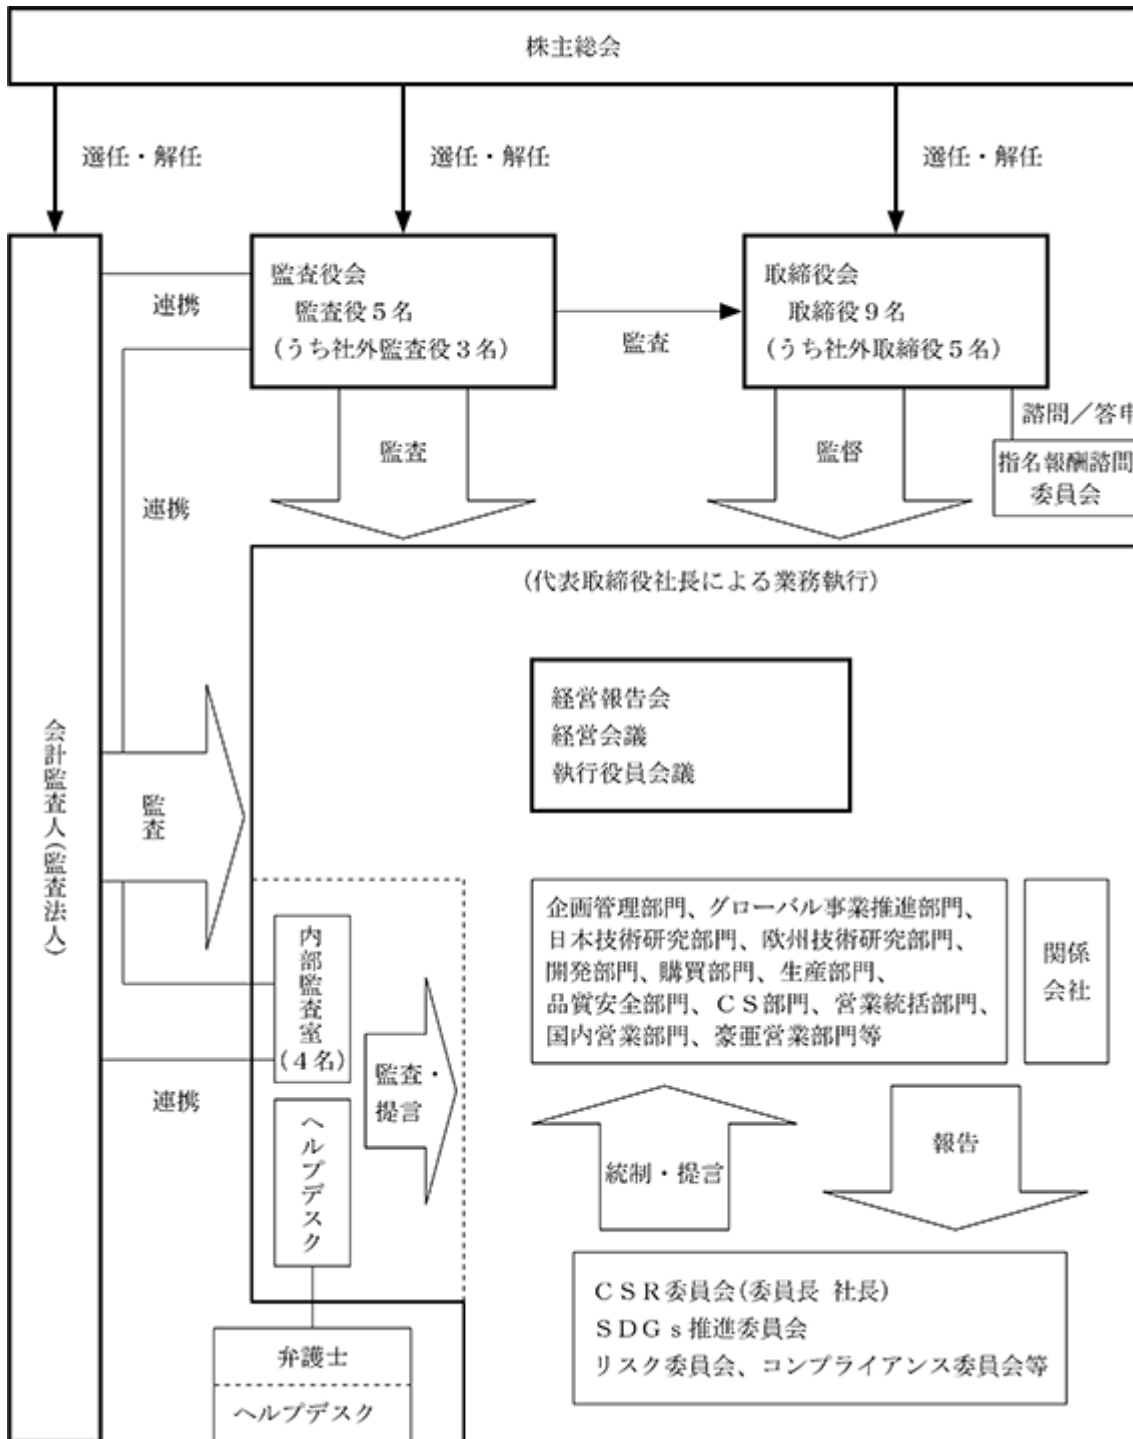 株主総会
選任・解任
選任・解任
選任・解任
監査役会
監査役５名
(うち社外監査役３名)
取締役会
取締役９名
(うち社外取締役５名)
連携
監査
諮問／答申
指名報酬諮問
委員会
監査
監督
連携
(代表取締役社長による業務執行)
経営報告会
経営会議
執行役員会議
会計監査人(監査法人)
監査
企画管理部門、グローバル事業推進部門、
日本技術研究部門、欧州技術研究部門、
開発部門、購買部門、生産部門、
品質安全部門、ＣＳ部門、営業統括部門、
国内営業部門、豪亜営業部門等
関係
会社
内部監査室
(４名)
監査・
提言
連携
ヘルプデスク
統制・提言
報告
ＣＳＲ委員会(委員長 社長)
ＳＤＧｓ推進委員会
リスク委員会、コンプライアンス委員会等
弁護士
ヘルプデスク